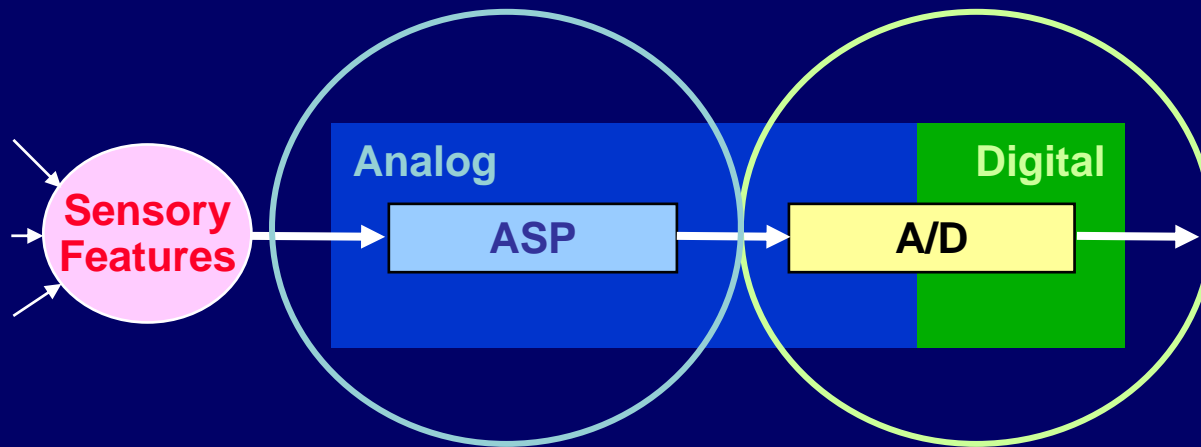 Analog
Digital
Sensory
Features
ASP
A/D